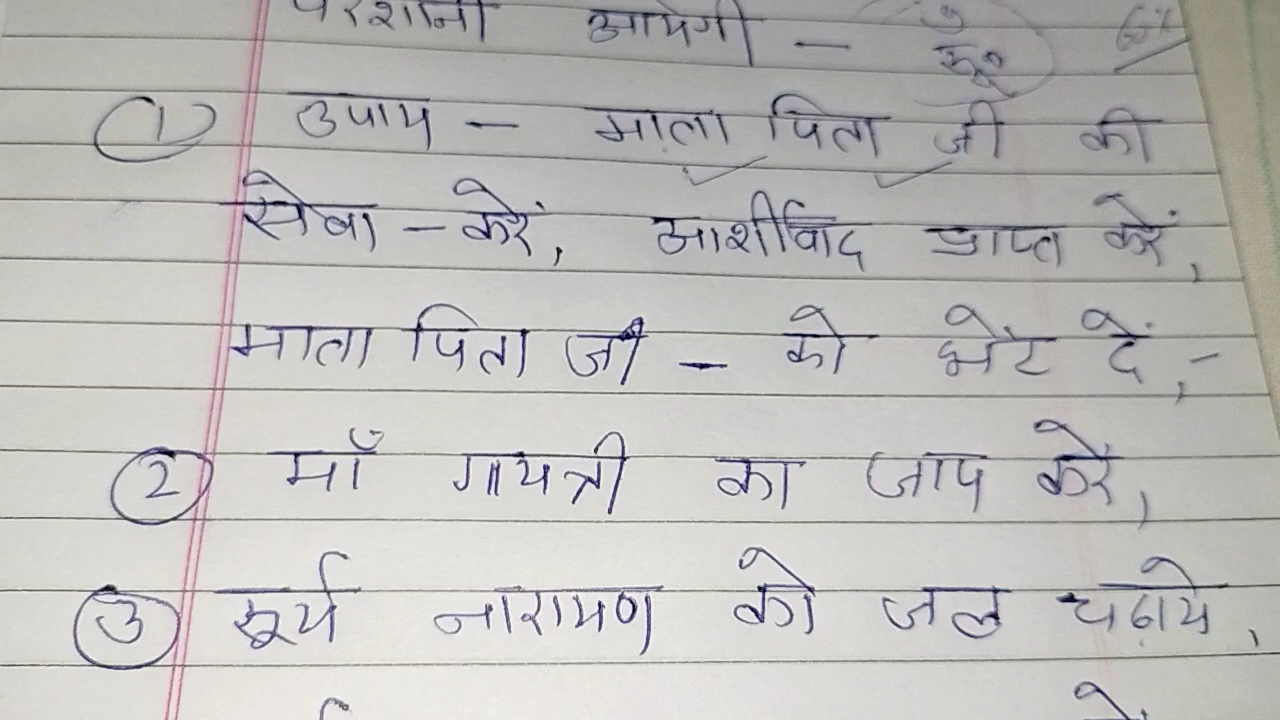 परेशानी आयेगी –
① उपाय – माता पिता जी की
सेवा – करें, आशीर्वाद प्राप्त करें,
माता पिता जी – को भेंट दें, –
② माँ गायत्री का जाप करें,
③ सूर्य नारायण को जल चढ़ाये,